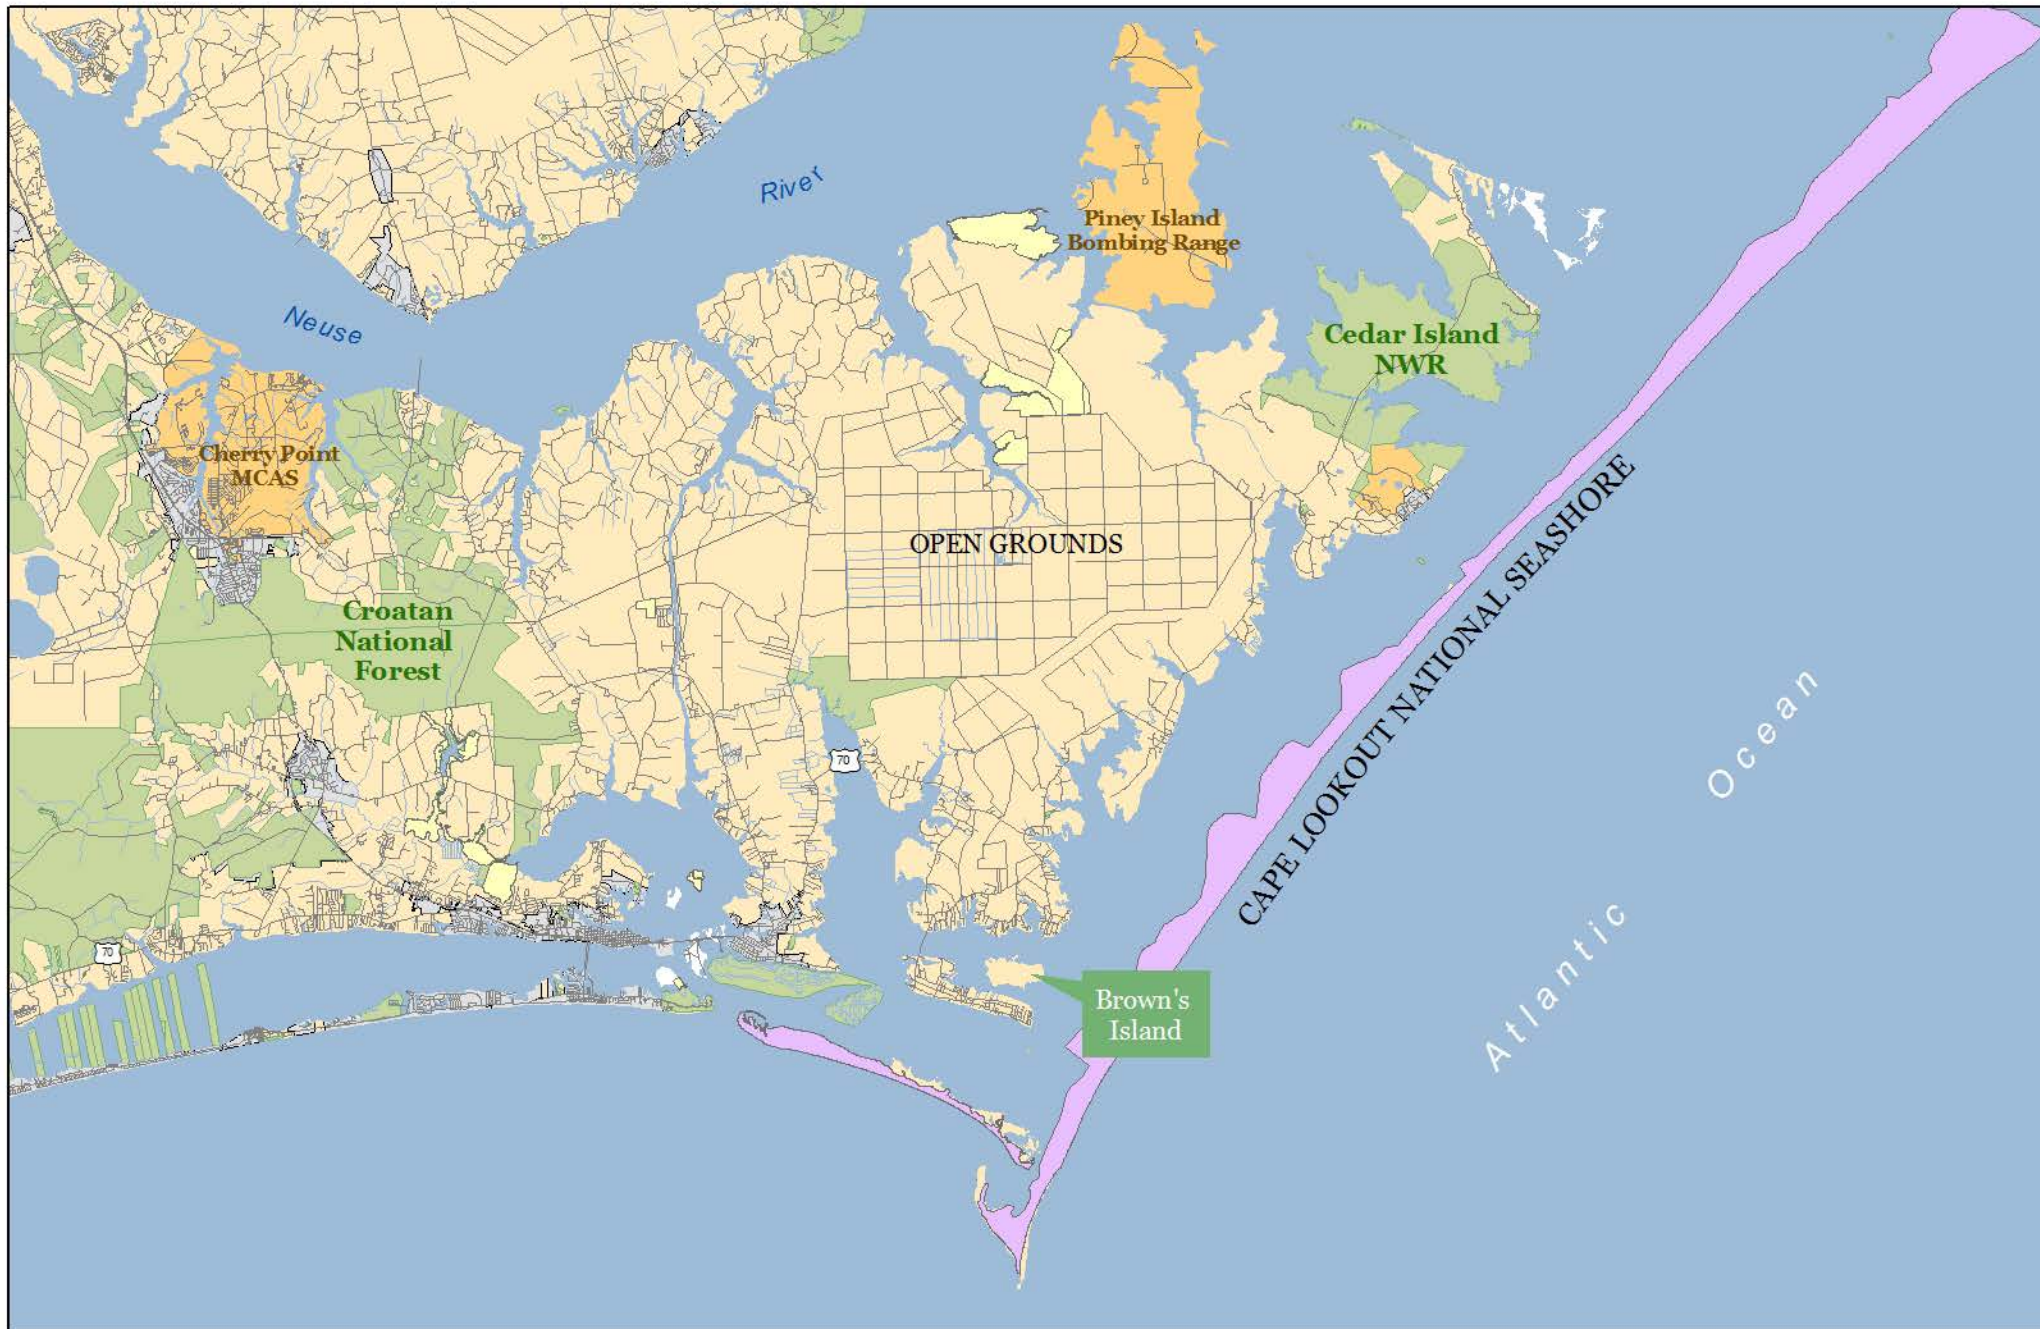 River
Piney Island
Bombing Range
Neuse
Cedar Island
NWR
Cherry Point
MCAS
OPEN GROUNDS
CAPE LOOKOUT NATIONAL SEASHORE
Croatan
National
Forest
70
Ocean
70
Atlantic
Brown's
Island